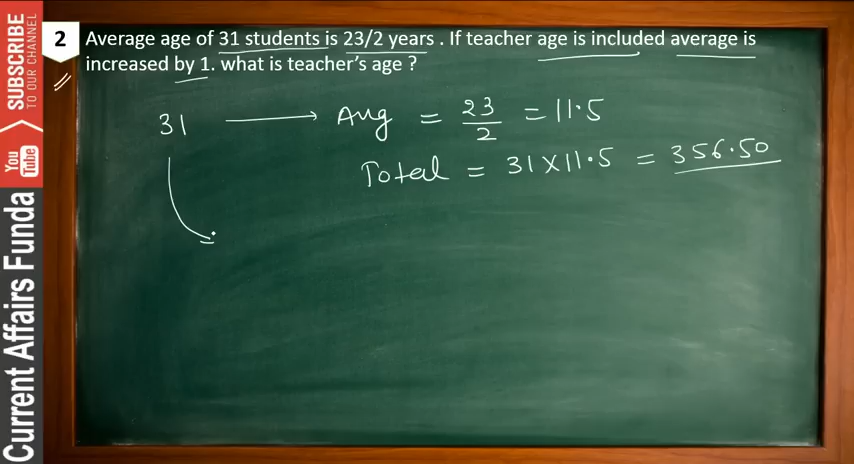 2 Average age of 31 students is 23/2 years . If teacher age is included average is
increased by 1. what is teacher's age ?
31 ⟶ Avg = 23/2 = 11.5
Total = 31×11.5 = 356.50
SUBSCRIBE
TO OUR CHANNEL
You Tube
Current Affairs Funda